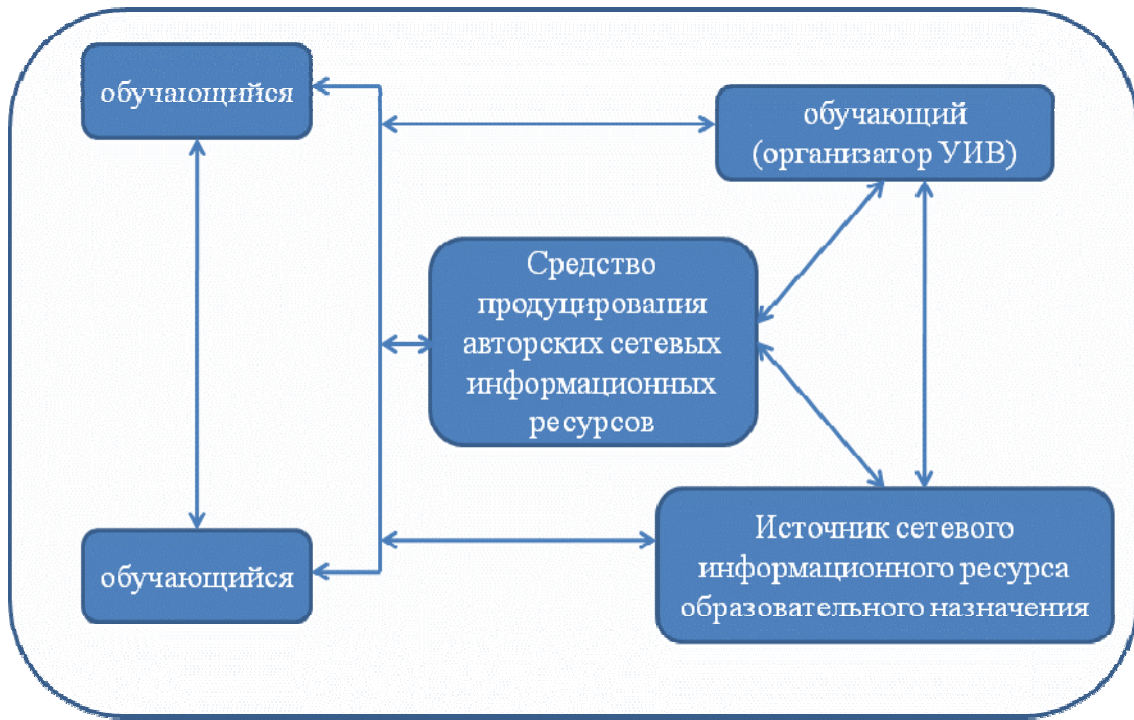 обучающийся
обучающий
(организатор УИВ)
Средство
продуцирования
авторских сетевых
информационных
ресурсов
обучающийся
Источник сетевого
информационного ресурса
образовательного назначения